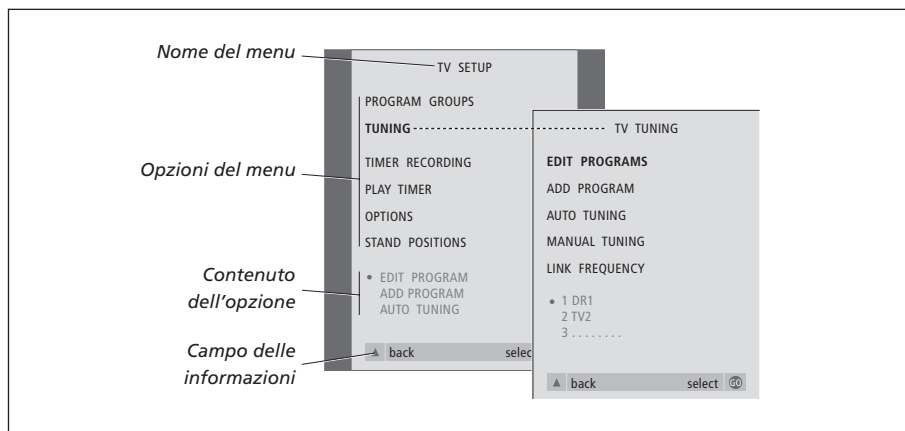 Nome del menu
TV SETUP
PROGRAM GROUPS
TUNING
TV TUNING
Opzioni del menu
TIMER RECORDING
PLAY TIMER
OPTIONS
STAND POSITIONS
EDIT PROGRAMS
ADD PROGRAM
AUTO TUNING
MANUAL TUNING
LINK FREQUENCY
Contenuto
dell'opzione
• EDIT PROGRAM
ADD PROGRAM
AUTO TUNING
• 1 DR1
2 TV2
3 . . . . . . . .
Campo delle
informazioni
▲ back selec
▲ back select GO